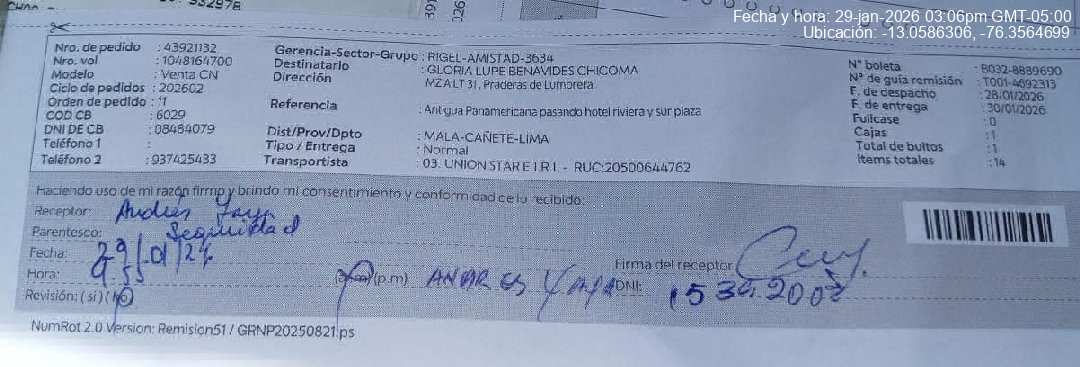 332978
Fecha y hora: 29-jan-2026 03:06pm GMT-05:00
Ubicación: -13.0586306, -76.3564699
Nro. de pedido : 43921132
Nro. vol : 1048164700
Modelo : Venta CN
Ciclo de pedidos : 202602
Orden de pedido : 1
COD CB : 6029
DNI DE CB : 08484079
Teléfono 1 :
Teléfono 2 : 937425433
Gerencia-Sector-Grupo : RIGEL-AMISTAD-3634
Destinatario : GLORIA LUPE BENAVIDES CHICOMA
Dirección MZ A LT 31, Praderas de Lumbrera
Referencia : Antigua Panamericana pasando hotel riviera y sur plaza
Dist/Prov/Dpto : MALA-CAÑETE-LIMA
Tipo / Entrega : Normal
Transportista : 03. UNION STAR E I R L - RUC:20500644762
N° boleta : B032-8889690
N° de guía remisión : T001-4692313
F. de despacho : 28/01/2026
F. de entrega : 30/01/2026
Fullcase : 0
Cajas : 1
Total de bultos : 1
Items totales : 14
Haciendo uso de mi razón firmo y brindo mi consentimiento y conformidad de lo recibido:
Receptor: Andres Yaya
Parentesco: Seguridad
Fecha: 29/01/26
Hora: 9:55 (a.m)(p.m) ANDRES Yaya
Firma del receptor
DNI: 15392002
Revisión: (si) (no)
NumRot 2.0 Version: Remision51 / GRNP20250821.ps